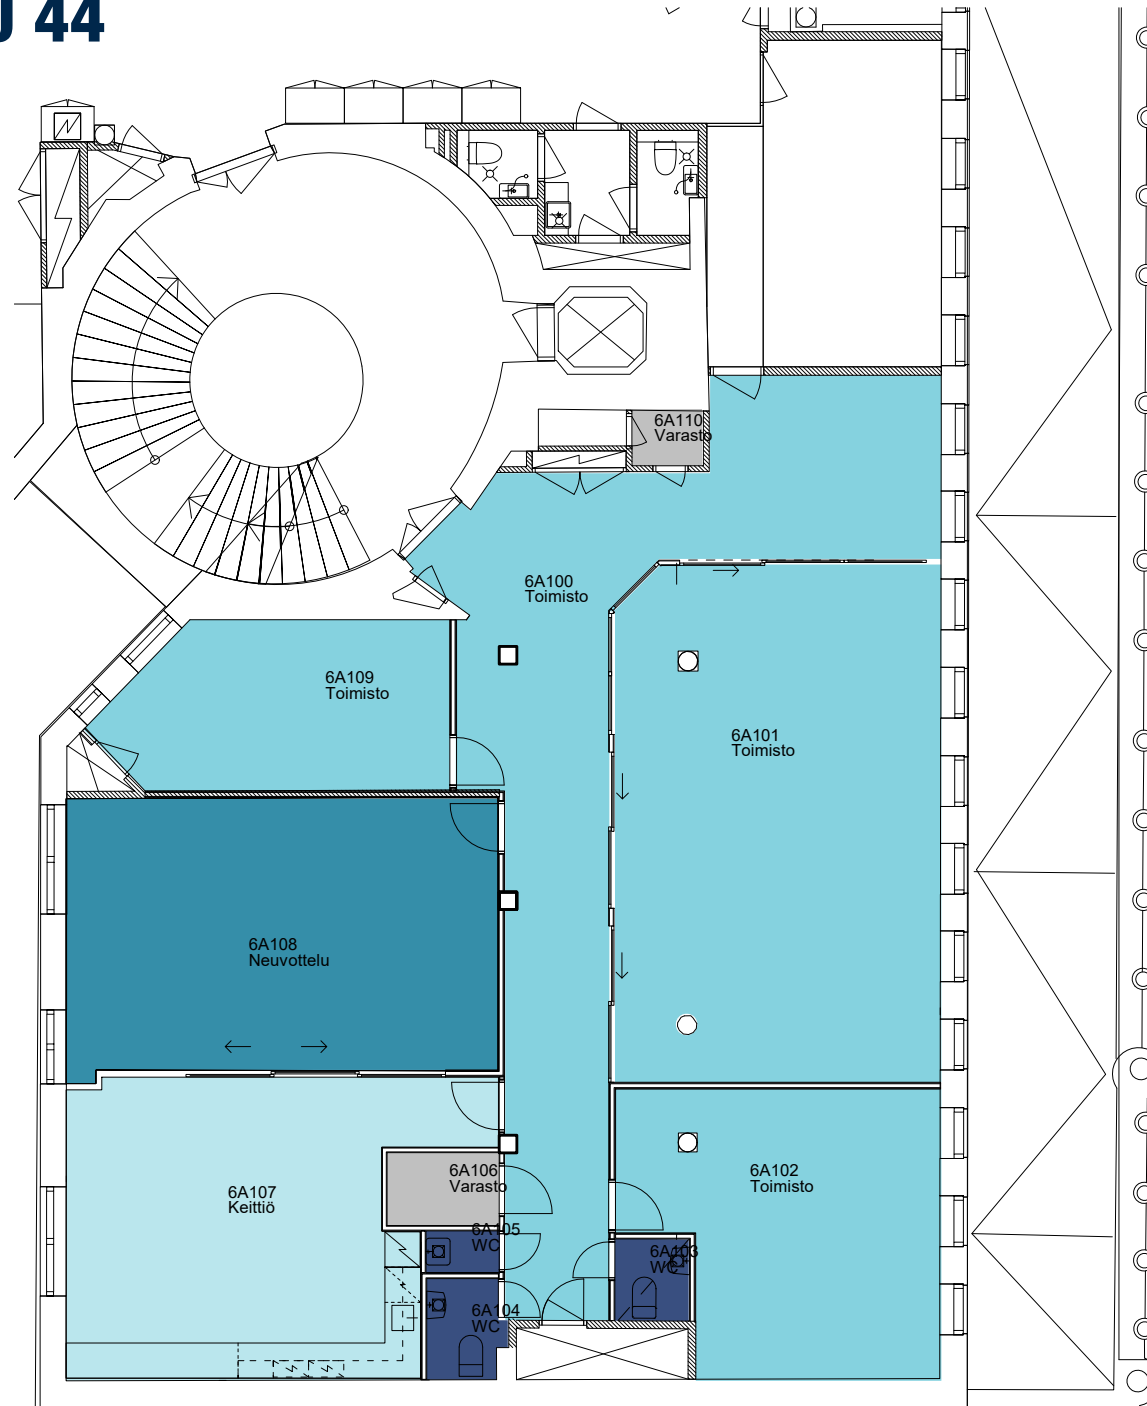 U 44
6A110
Varasto
6A100
Toimisto
6A109
Toimisto
6A101
Toimisto
6A108
Neuvottelu
6A106
Varasto
6A102
Toimisto
6A107
Keittiö
6A105
WC
6A103
WC
6A104
WC